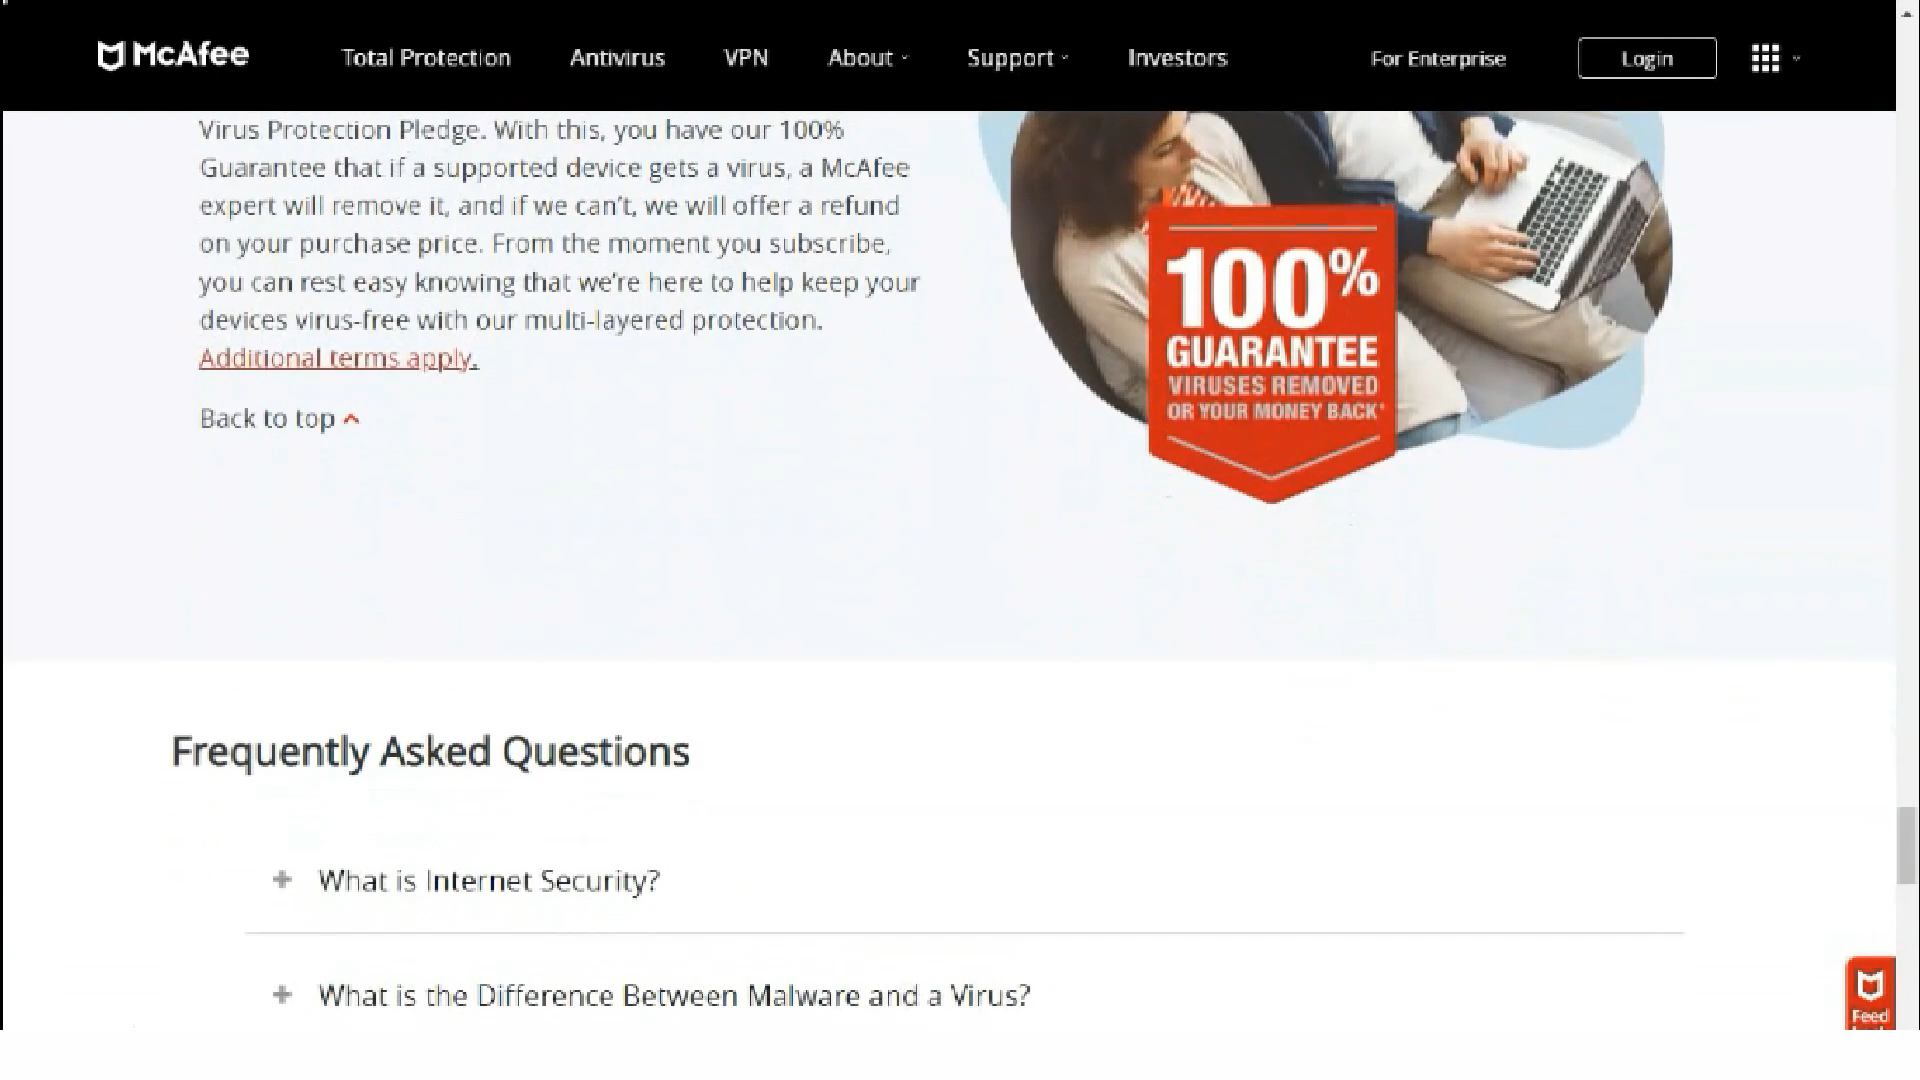 McAfee
Total Protection
Antivirus
VPN
About
Support
Investors
For Enterprise
Login
Virus Protection Pledge. With this, you have our 100%
Guarantee that if a supported device gets a virus, a McAfee
expert will remove it, and if we can't, we will offer a refund
on your purchase price. From the moment you subscribe,
you can rest easy knowing that we're here to help keep your
devices virus-free with our multi-layered protection.
Additional terms apply.
Back to top
100%
GUARANTEE
VIRUSES REMOVED
OR YOUR MONEY BACK*
Frequently Asked Questions
What is Internet Security?
What is the Difference Between Malware and a Virus?
Feed